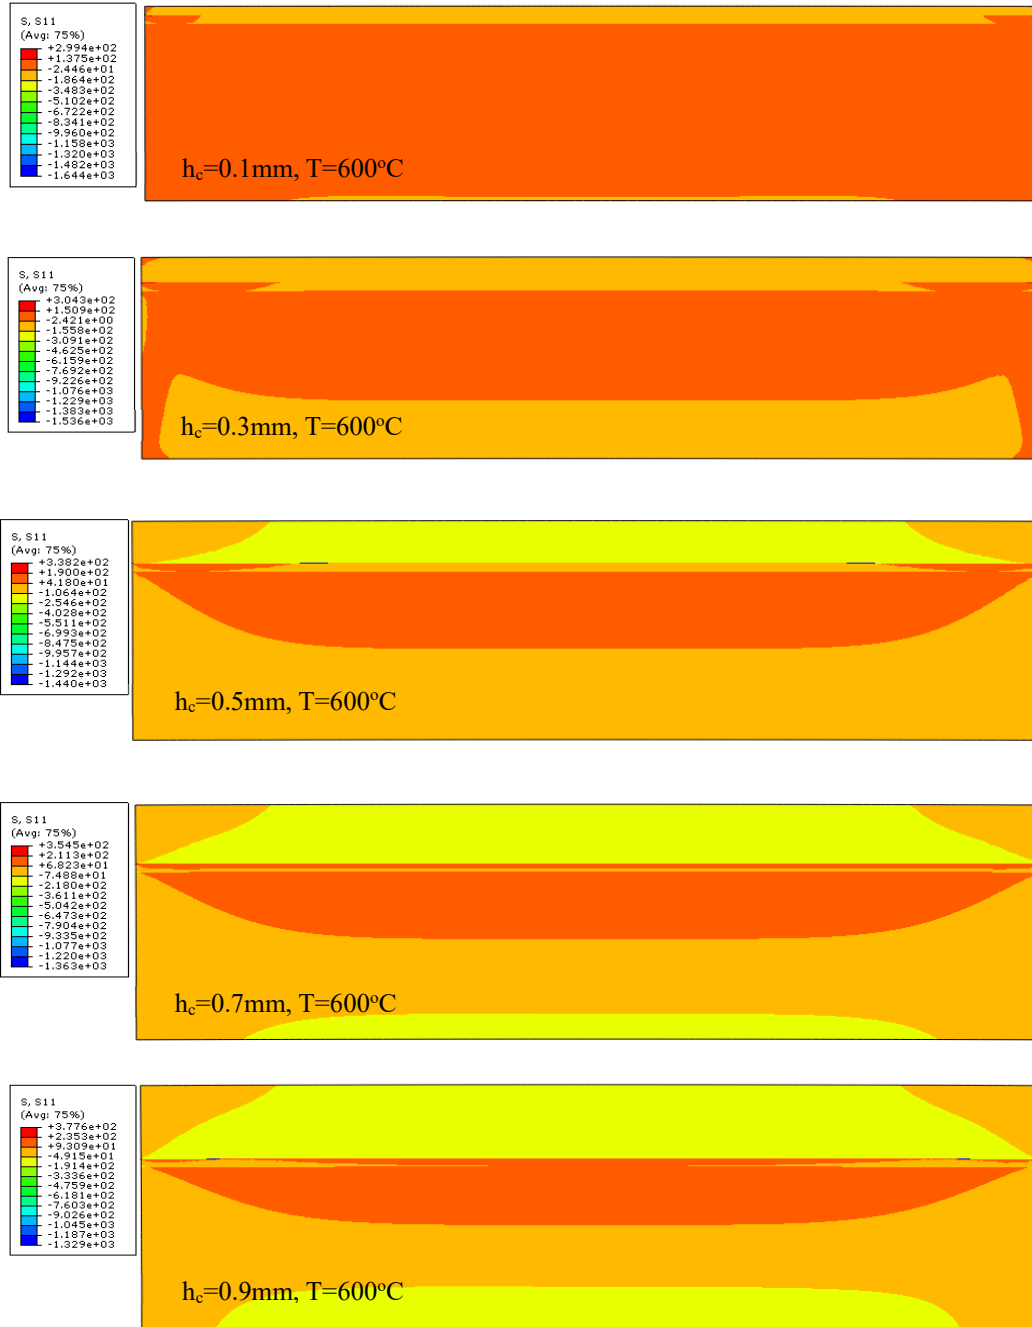 S, S11
(Avg: 75%)
+2.994e+02
+1.375e+02
-2.446e+01
-1.864e+02
-3.483e+02
-5.102e+02
-6.722e+02
-8.341e+02
-9.960e+02
-1.158e+03
-1.320e+03
-1.482e+03
-1.644e+03
hc=0.1mm, T=600oC
S, S11
(Avg: 75%)
+3.043e+02
+1.509e+02
-2.421e+00
-1.558e+02
-3.091e+02
-4.625e+02
-6.159e+02
-7.692e+02
-9.226e+02
-1.076e+03
-1.229e+03
-1.383e+03
-1.536e+03
hc=0.3mm, T=600oC
S, S11
(Avg: 75%)
+3.382e+02
+1.900e+02
+4.180e+01
-1.064e+02
-2.546e+02
-4.028e+02
-5.511e+02
-6.993e+02
-8.475e+02
-9.957e+02
-1.144e+03
-1.292e+03
-1.440e+03
hc=0.5mm, T=600oC
S, S11
(Avg: 75%)
+3.545e+02
+2.113e+02
+6.823e+01
-7.488e+01
-2.180e+02
-3.611e+02
-5.042e+02
-6.473e+02
-7.904e+02
-9.335e+02
-1.077e+03
-1.220e+03
-1.363e+03
hc=0.7mm, T=600oC
S, S11
(Avg: 75%)
+3.776e+02
+2.353e+02
+9.309e+01
-4.915e+01
-1.914e+02
-3.336e+02
-4.759e+02
-6.181e+02
-7.603e+02
-9.026e+02
-1.045e+03
-1.187e+03
-1.329e+03
hc=0.9mm, T=600oC